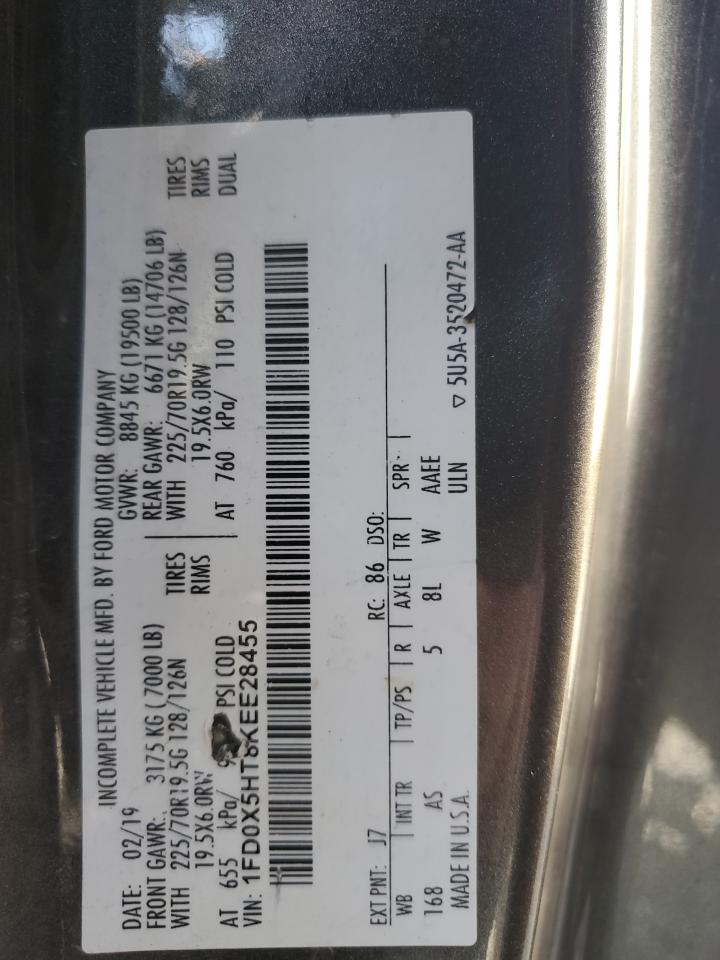 INCOMPLETE VEHICLE MFD. BY FORD MOTOR COMPANY
DATE: 02/19 GVWR: 8845 KG (19500 LB)
FRONT GAWR: 3175 KG ( 7000 LB) REAR GAWR: 6671 KG (14706 LB)
WITH 225/70R19.5G 128/126N TIRES WITH 225/70R19.5G 128/126N TIRES
19.5X6.0RW RIMS 19.5X6.0RW RIMS
AT 655 kPa/ PSI COLD AT 760 kPa/ 110 PSI COLD DUAL
VIN: 1FD0X5HT8KEE28455
EXT PNT: J7 RC: 86 DSO:
WB INT TR TP/PS R AXLE TR SPR
168 AS 5 8L W AAEE
MADE IN U.S.A. ULN
▽ 5U5A-3520472-AA